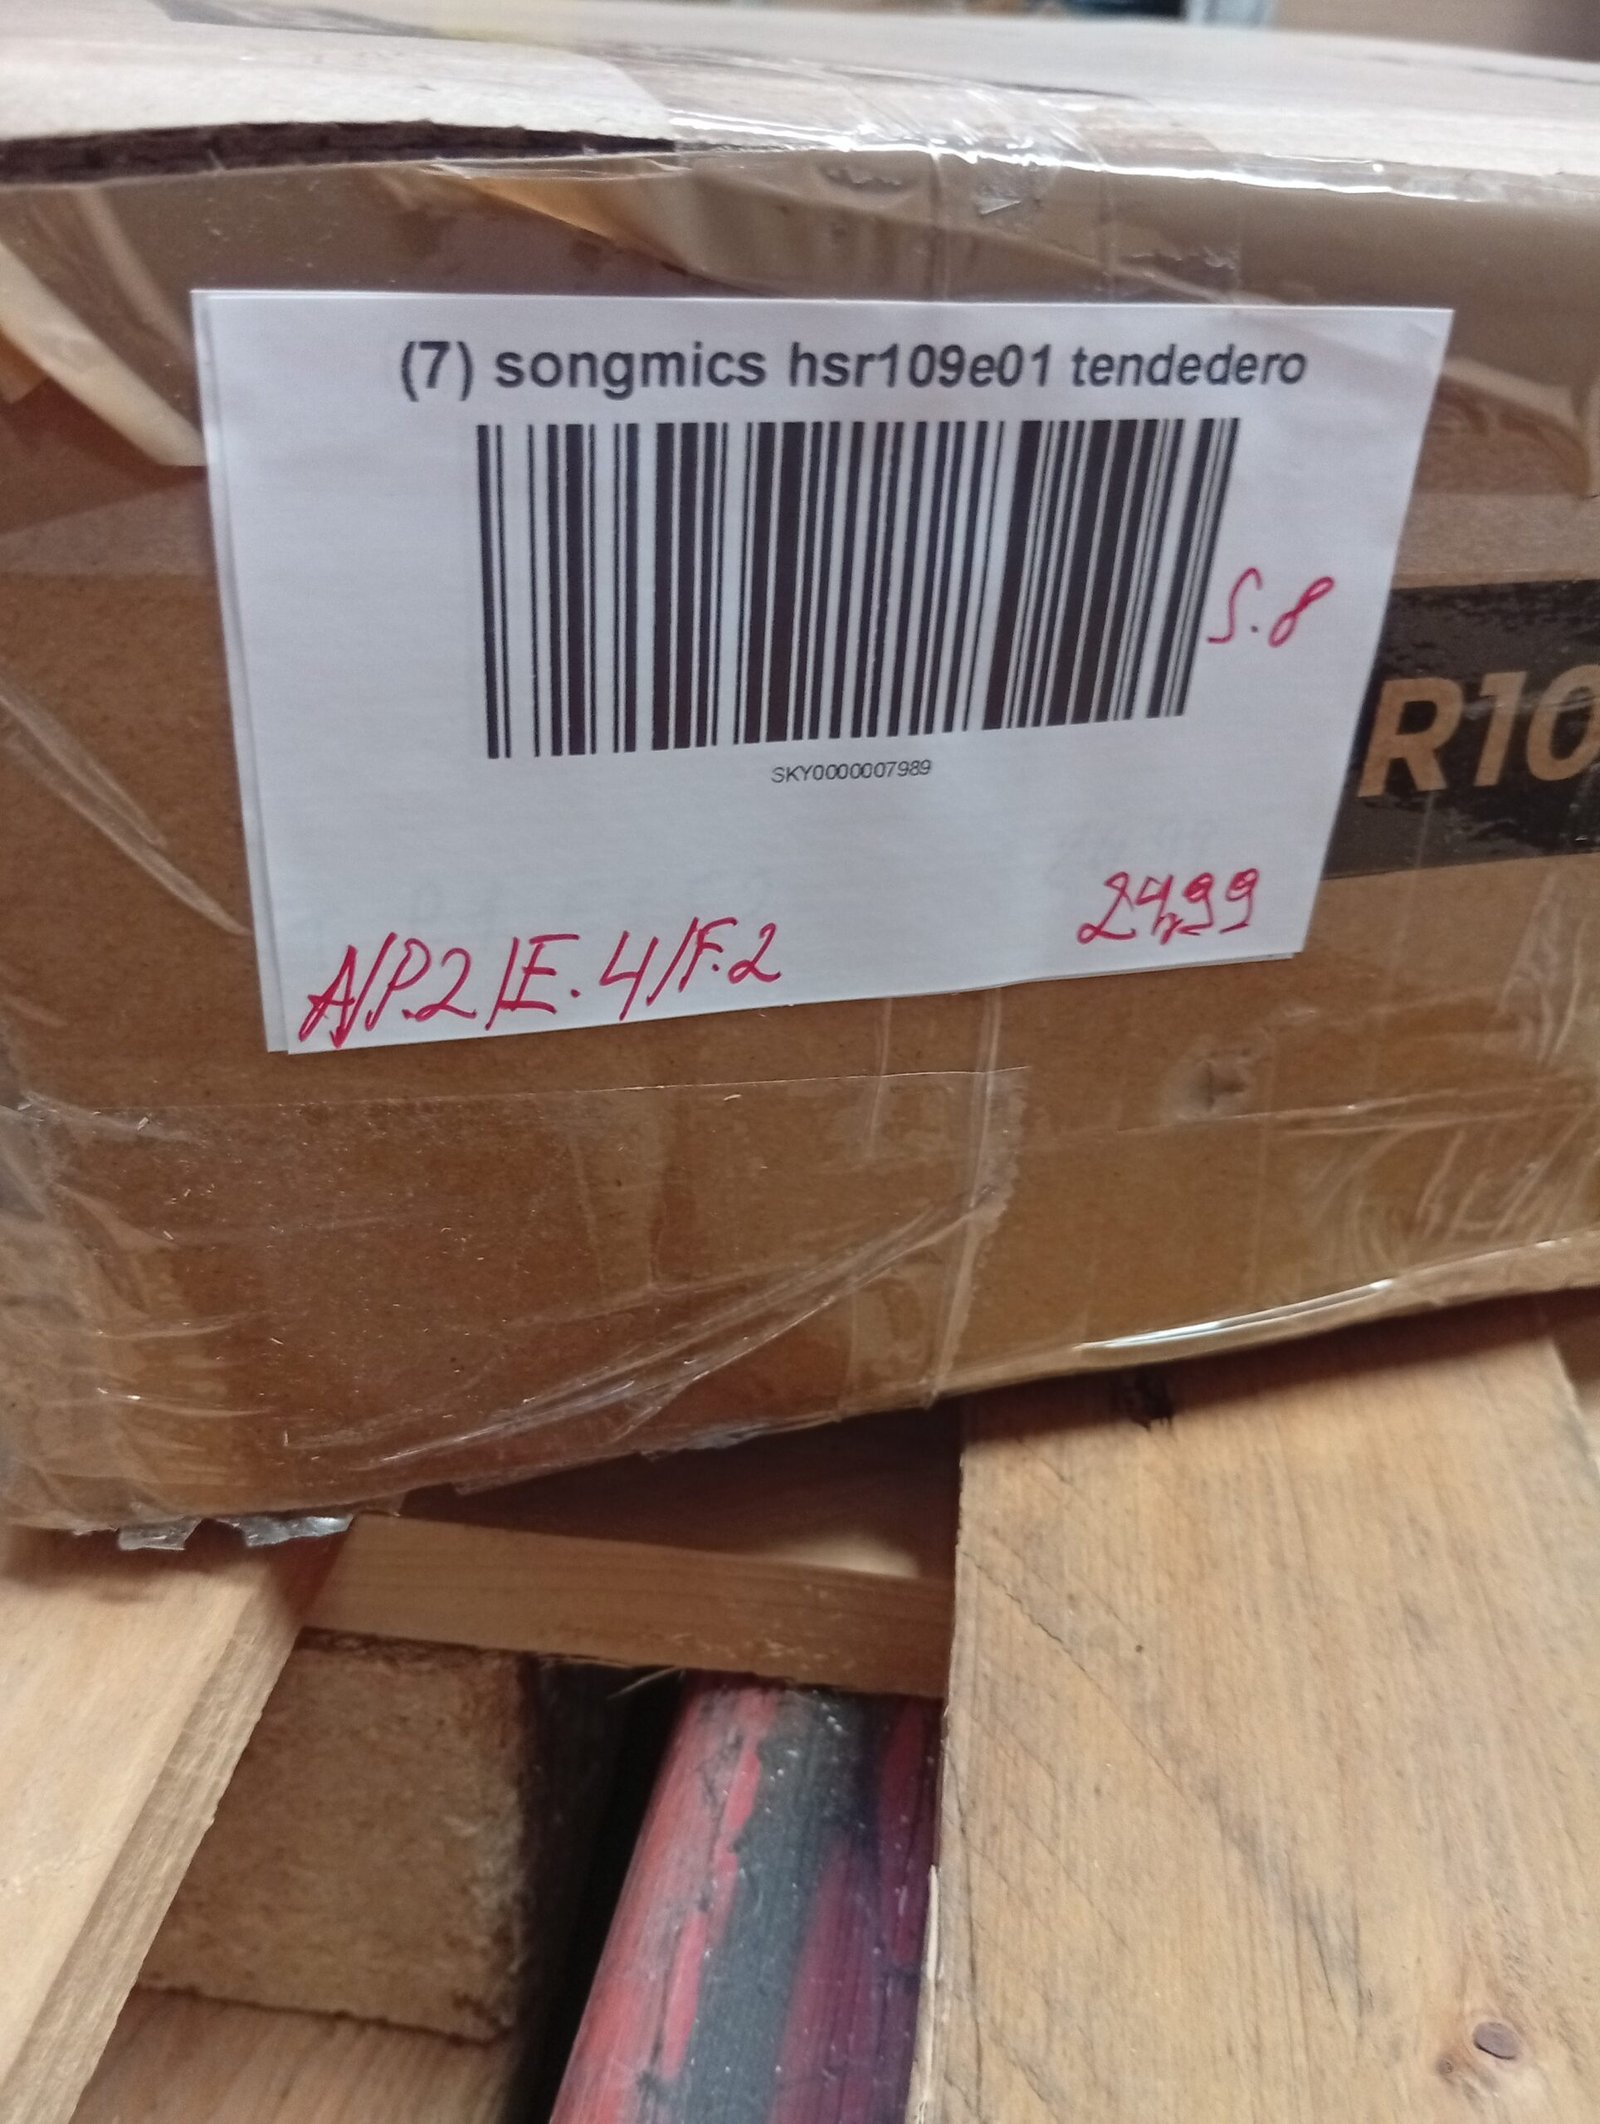 (7) songmics hsr109e01 tendedero
S.8
R10
SKY0000007989
24,99
A/P.2/E.4/F.2